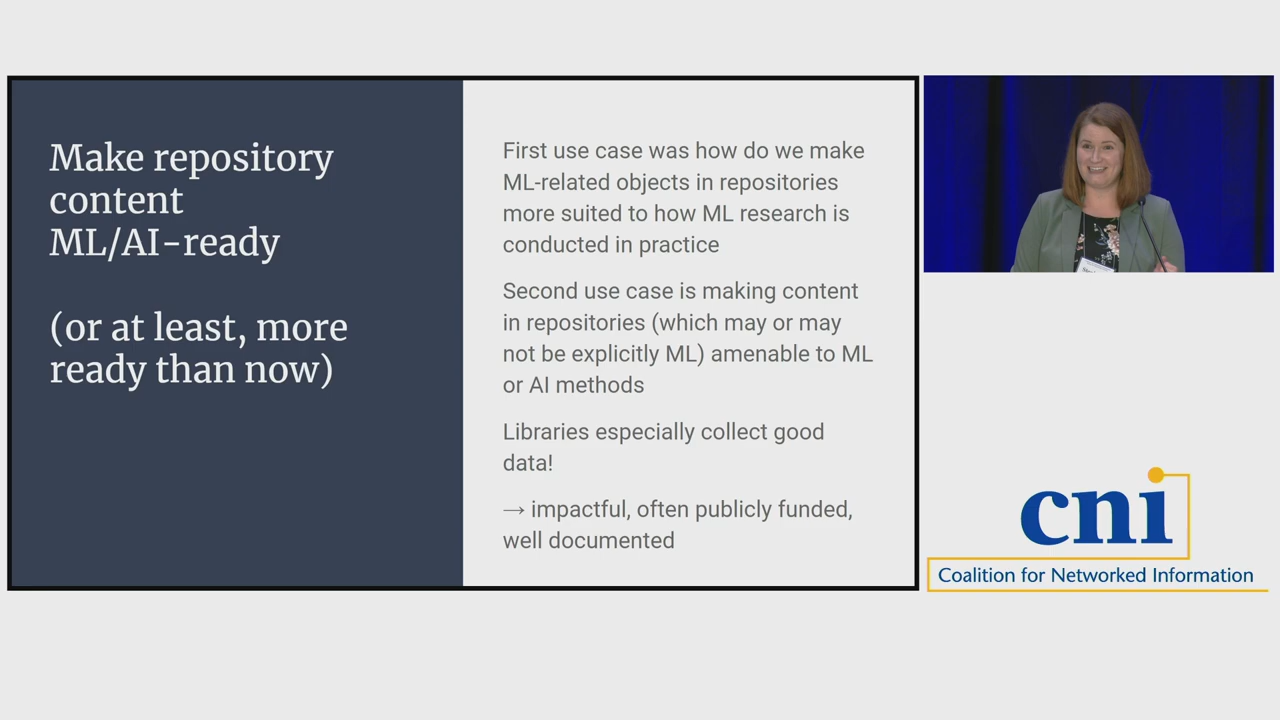 Make repository
content
ML/AI-ready
(or at least, more
ready than now)
First use case was how do we make
ML-related objects in repositories
more suited to how ML research is
conducted in practice
Second use case is making content
in repositories (which may or may
not be explicitly ML) amenable to ML
or AI methods
Libraries especially collect good
data!
→ impactful, often publicly funded,
well documented
cni
Coalition for Networked Information